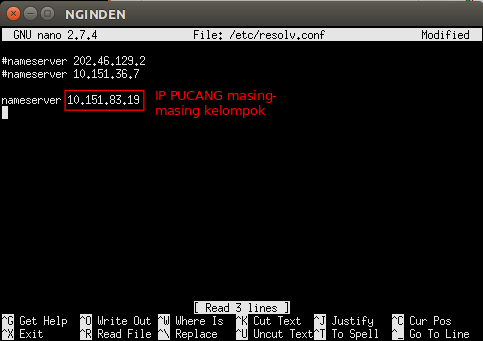 NGINDEN
GNU nano 2.7.4 File: /etc/resolv.conf Modified
#nameserver 202.46.129.2
#nameserver 10.151.36.7
nameserver 10.151.83.19
IP PUCANG masing-
masing kelompok
[ Read 3 lines ]
^G Get Help ^O Write Out ^W Where Is ^K Cut Text ^J Justify ^C Cur Pos
^X Exit ^R Read File ^\ Replace ^U Uncut Text ^T To Spell ^_ Go To Line